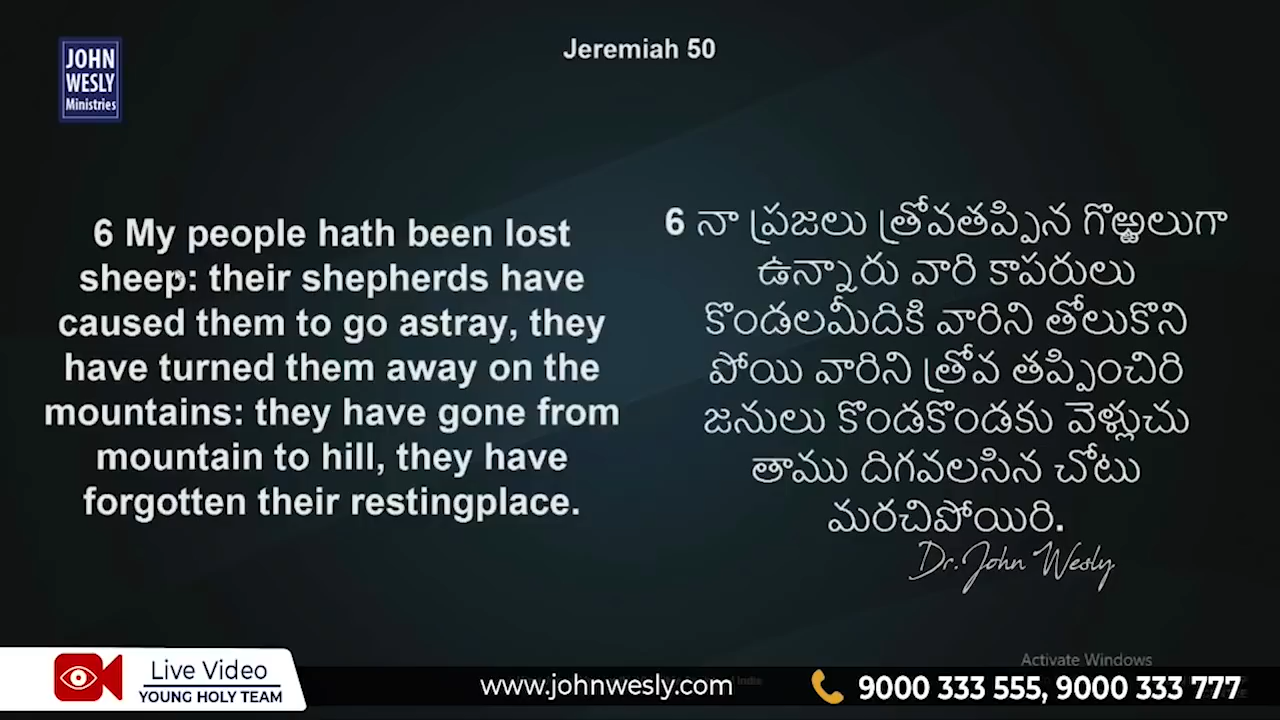 JOHN
WESLY
Ministries
Jeremiah 50
6 My people hath been lost
sheep: their shepherds have
caused them to go astray, they
have turned them away on the
mountains: they have gone from
mountain to hill, they have
forgotten their restingplace.
6 నా ప్రజలు త్రోవతప్పిన గొఱ్ఱలుగా
ఉన్నారు వారి కాపరులు
కొండలమీదికి వారిని తోలుకొని
పోయి వారిని త్రోవ తప్పించిరి
జనులు కొండకొండకు వెళ్లుచు
తాము దిగవలసిన చోటు
మరచిపోయిరి.
Dr. John Wesly
Activate Windows
Live Video
YOUNG HOLY TEAM
www.johnwesly.com
9000 333 555, 9000 333 777